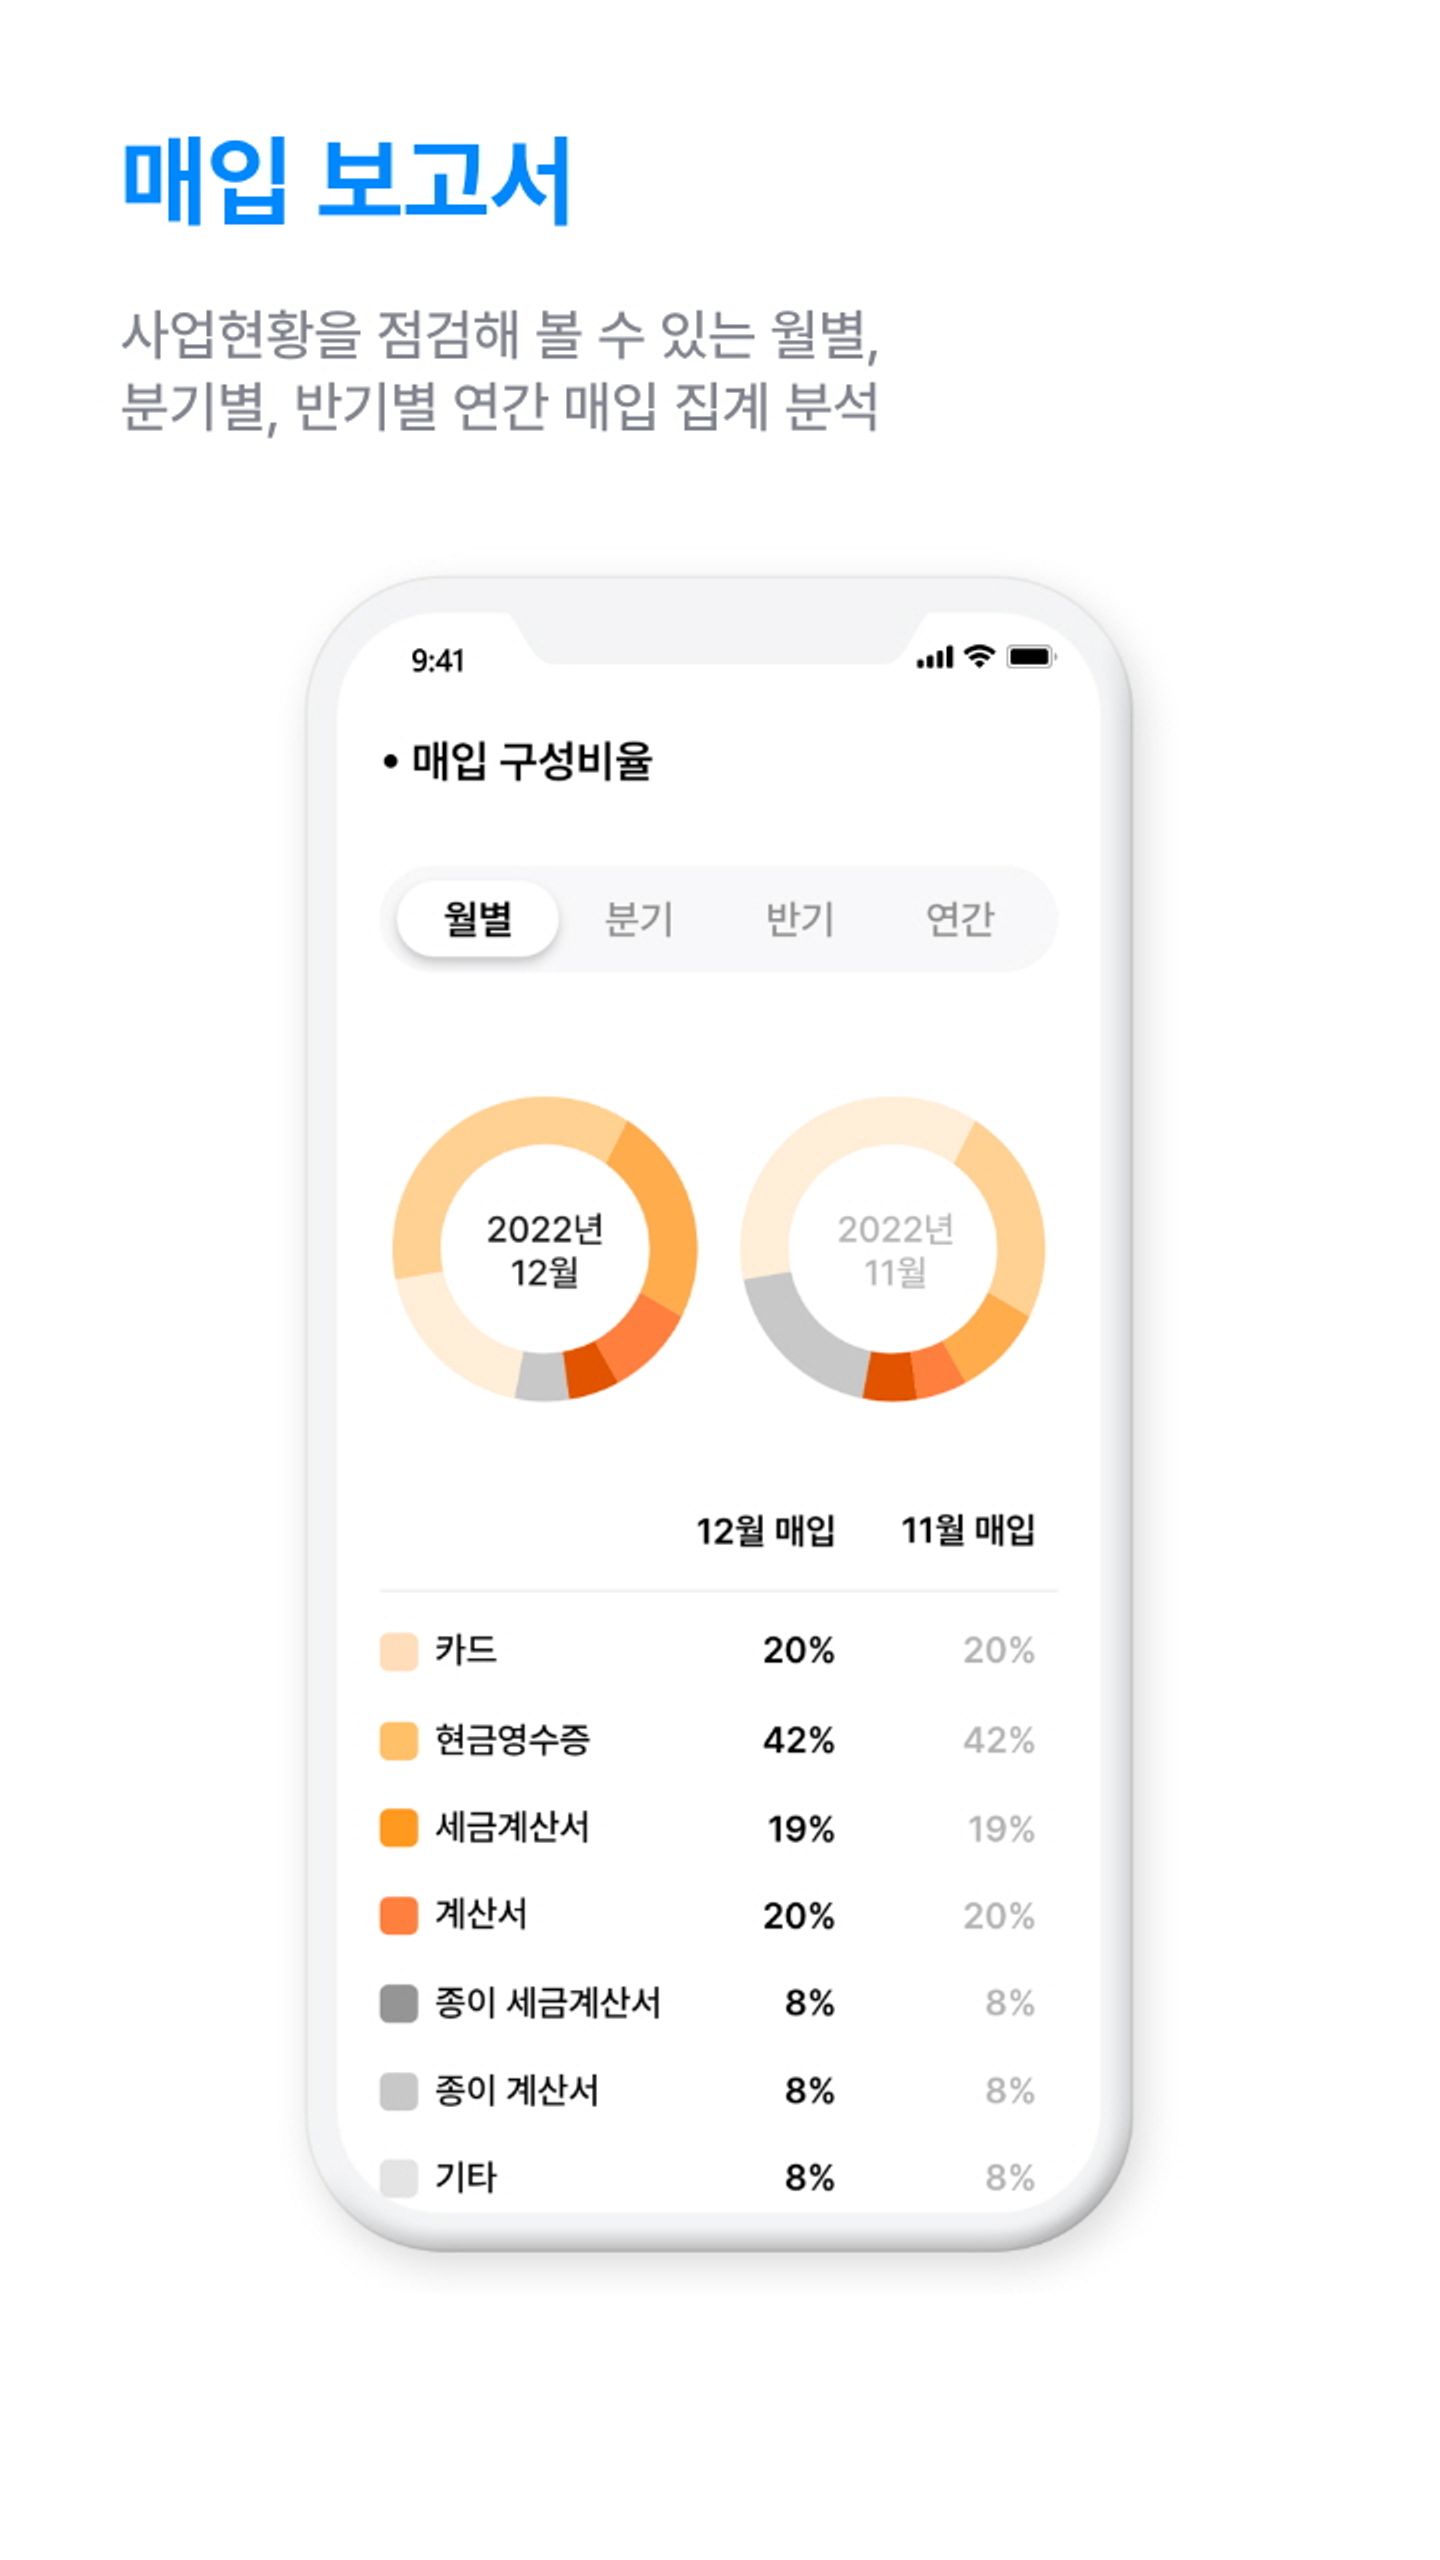 매입 보고서
사업현황을 점검해 볼 수 있는 월별,
분기별, 반기별 연간 매입 집계 분석
9:41
• 매입 구성비율
월별 분기 반기 연간
2022년 2022년
12월 11월
12월 매입 11월 매입
카드 20% 20%
현금영수증 42% 42%
세금계산서 19% 19%
계산서 20% 20%
종이 세금계산서 8% 8%
종이 계산서 8% 8%
기타 8% 8%